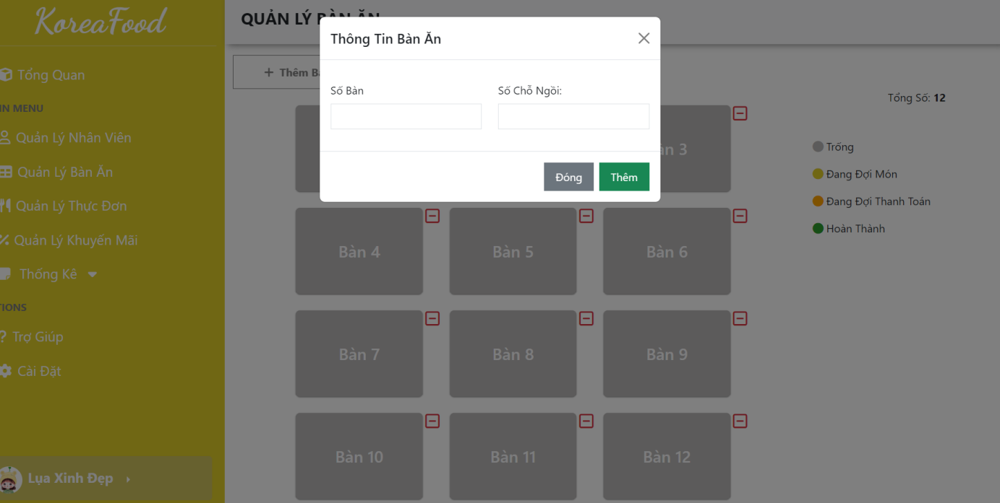 KoreaFood
Tổng Quan
IN MENU
Quản Lý Nhân Viên
Quản Lý Bàn Ăn
Quản Lý Thực Đơn
Quản Lý Khuyến Mãi
Thống Kê
TIONS
Trợ Giúp
Cài Đặt
Lụa Xinh Đẹp
QUẢN LÝ BÀN ĂN
+ Thêm Bà
Thông Tin Bàn Ăn
Số Bàn
Số Chỗ Ngồi:
Đóng
Thêm
àn 3
Bàn 4
Bàn 5
Bàn 6
Bàn 7
Bàn 8
Bàn 9
Bàn 10
Bàn 11
Bàn 12
Tổng Số: 12
Trống
Đang Đợi Món
Đang Đợi Thanh Toán
Hoàn Thành